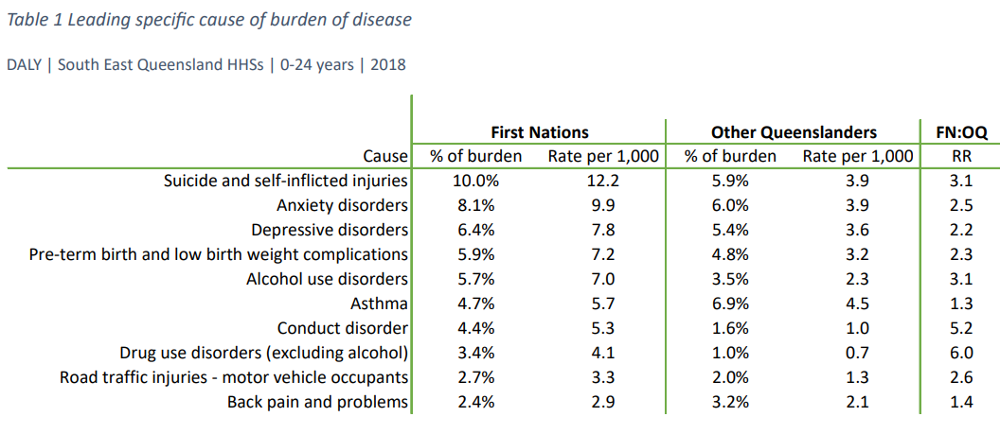 Table 1 Leading specific cause of burden of disease
DALY | South East Queensland HHSs | 0-24 years | 2018
First Nations Other Queenslanders FN:OQ
Cause % of burden Rate per 1,000 % of burden Rate per 1,000 RR
Suicide and self-inflicted injuries 10.0% 12.2 5.9% 3.9 3.1
Anxiety disorders 8.1% 9.9 6.0% 3.9 2.5
Depressive disorders 6.4% 7.8 5.4% 3.6 2.2
Pre-term birth and low birth weight complications 5.9% 7.2 4.8% 3.2 2.3
Alcohol use disorders 5.7% 7.0 3.5% 2.3 3.1
Asthma 4.7% 5.7 6.9% 4.5 1.3
Conduct disorder 4.4% 5.3 1.6% 1.0 5.2
Drug use disorders (excluding alcohol) 3.4% 4.1 1.0% 0.7 6.0
Road traffic injuries - motor vehicle occupants 2.7% 3.3 2.0% 1.3 2.6
Back pain and problems 2.4% 2.9 3.2% 2.1 1.4